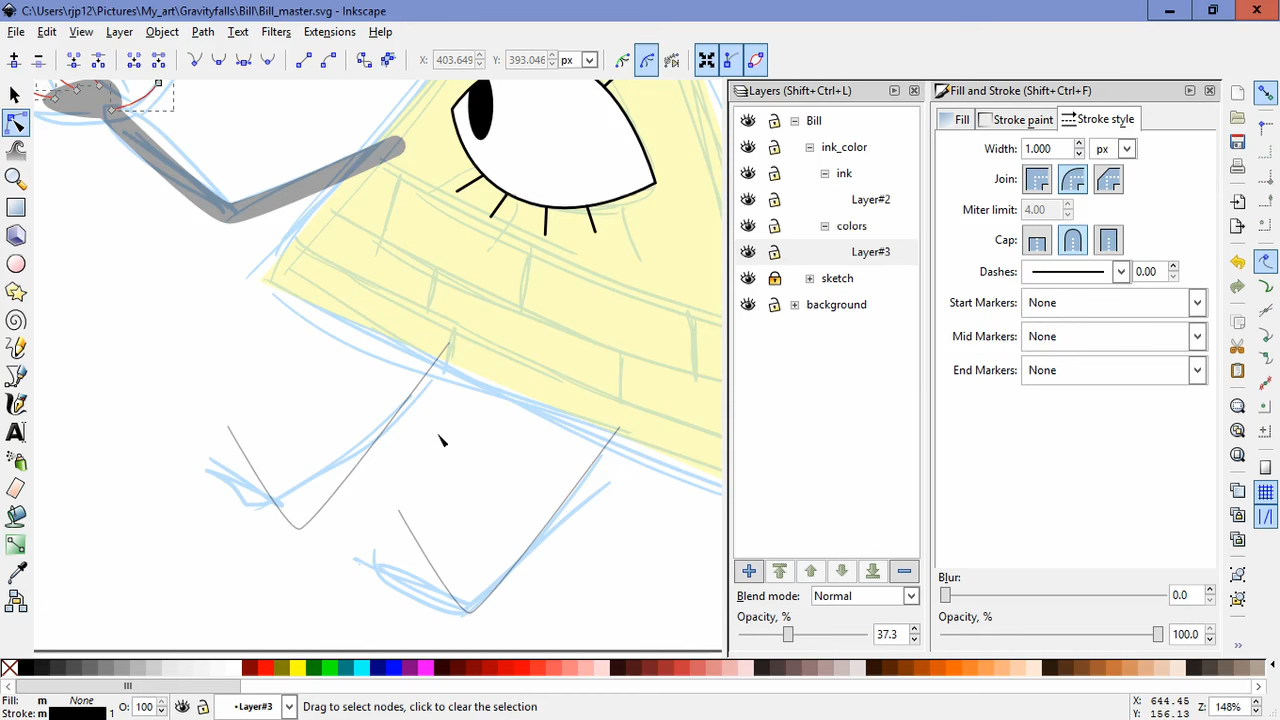 C:\Users\rjp12\Pictures\My_art\Gravityfalls\Bill\Bill_master.svg - Inkscape
File Edit View Layer Object Path Text Filters Extensions Help
X: 403.649 Y: 393.046 px
Layers (Shift+Ctrl+L)
Bill
ink_color
ink
Layer#2
colors
Layer#3
sketch
background
Blend mode: Normal
Opacity, %
37.3
Fill and Stroke (Shift+Ctrl+F)
Fill Stroke paint Stroke style
Width: 1.000 px
Join:
Miter limit: 4.00
Cap:
Dashes: 0.00
Start Markers: None
Mid Markers: None
End Markers: None
Blur:
0.0
Opacity, %
100.0
Fill: m None
Stroke: m 1
O: 100
•Layer#3
Drag to select nodes, click to clear the selection
X: 644.45
Y: 156.13
Z: 148%